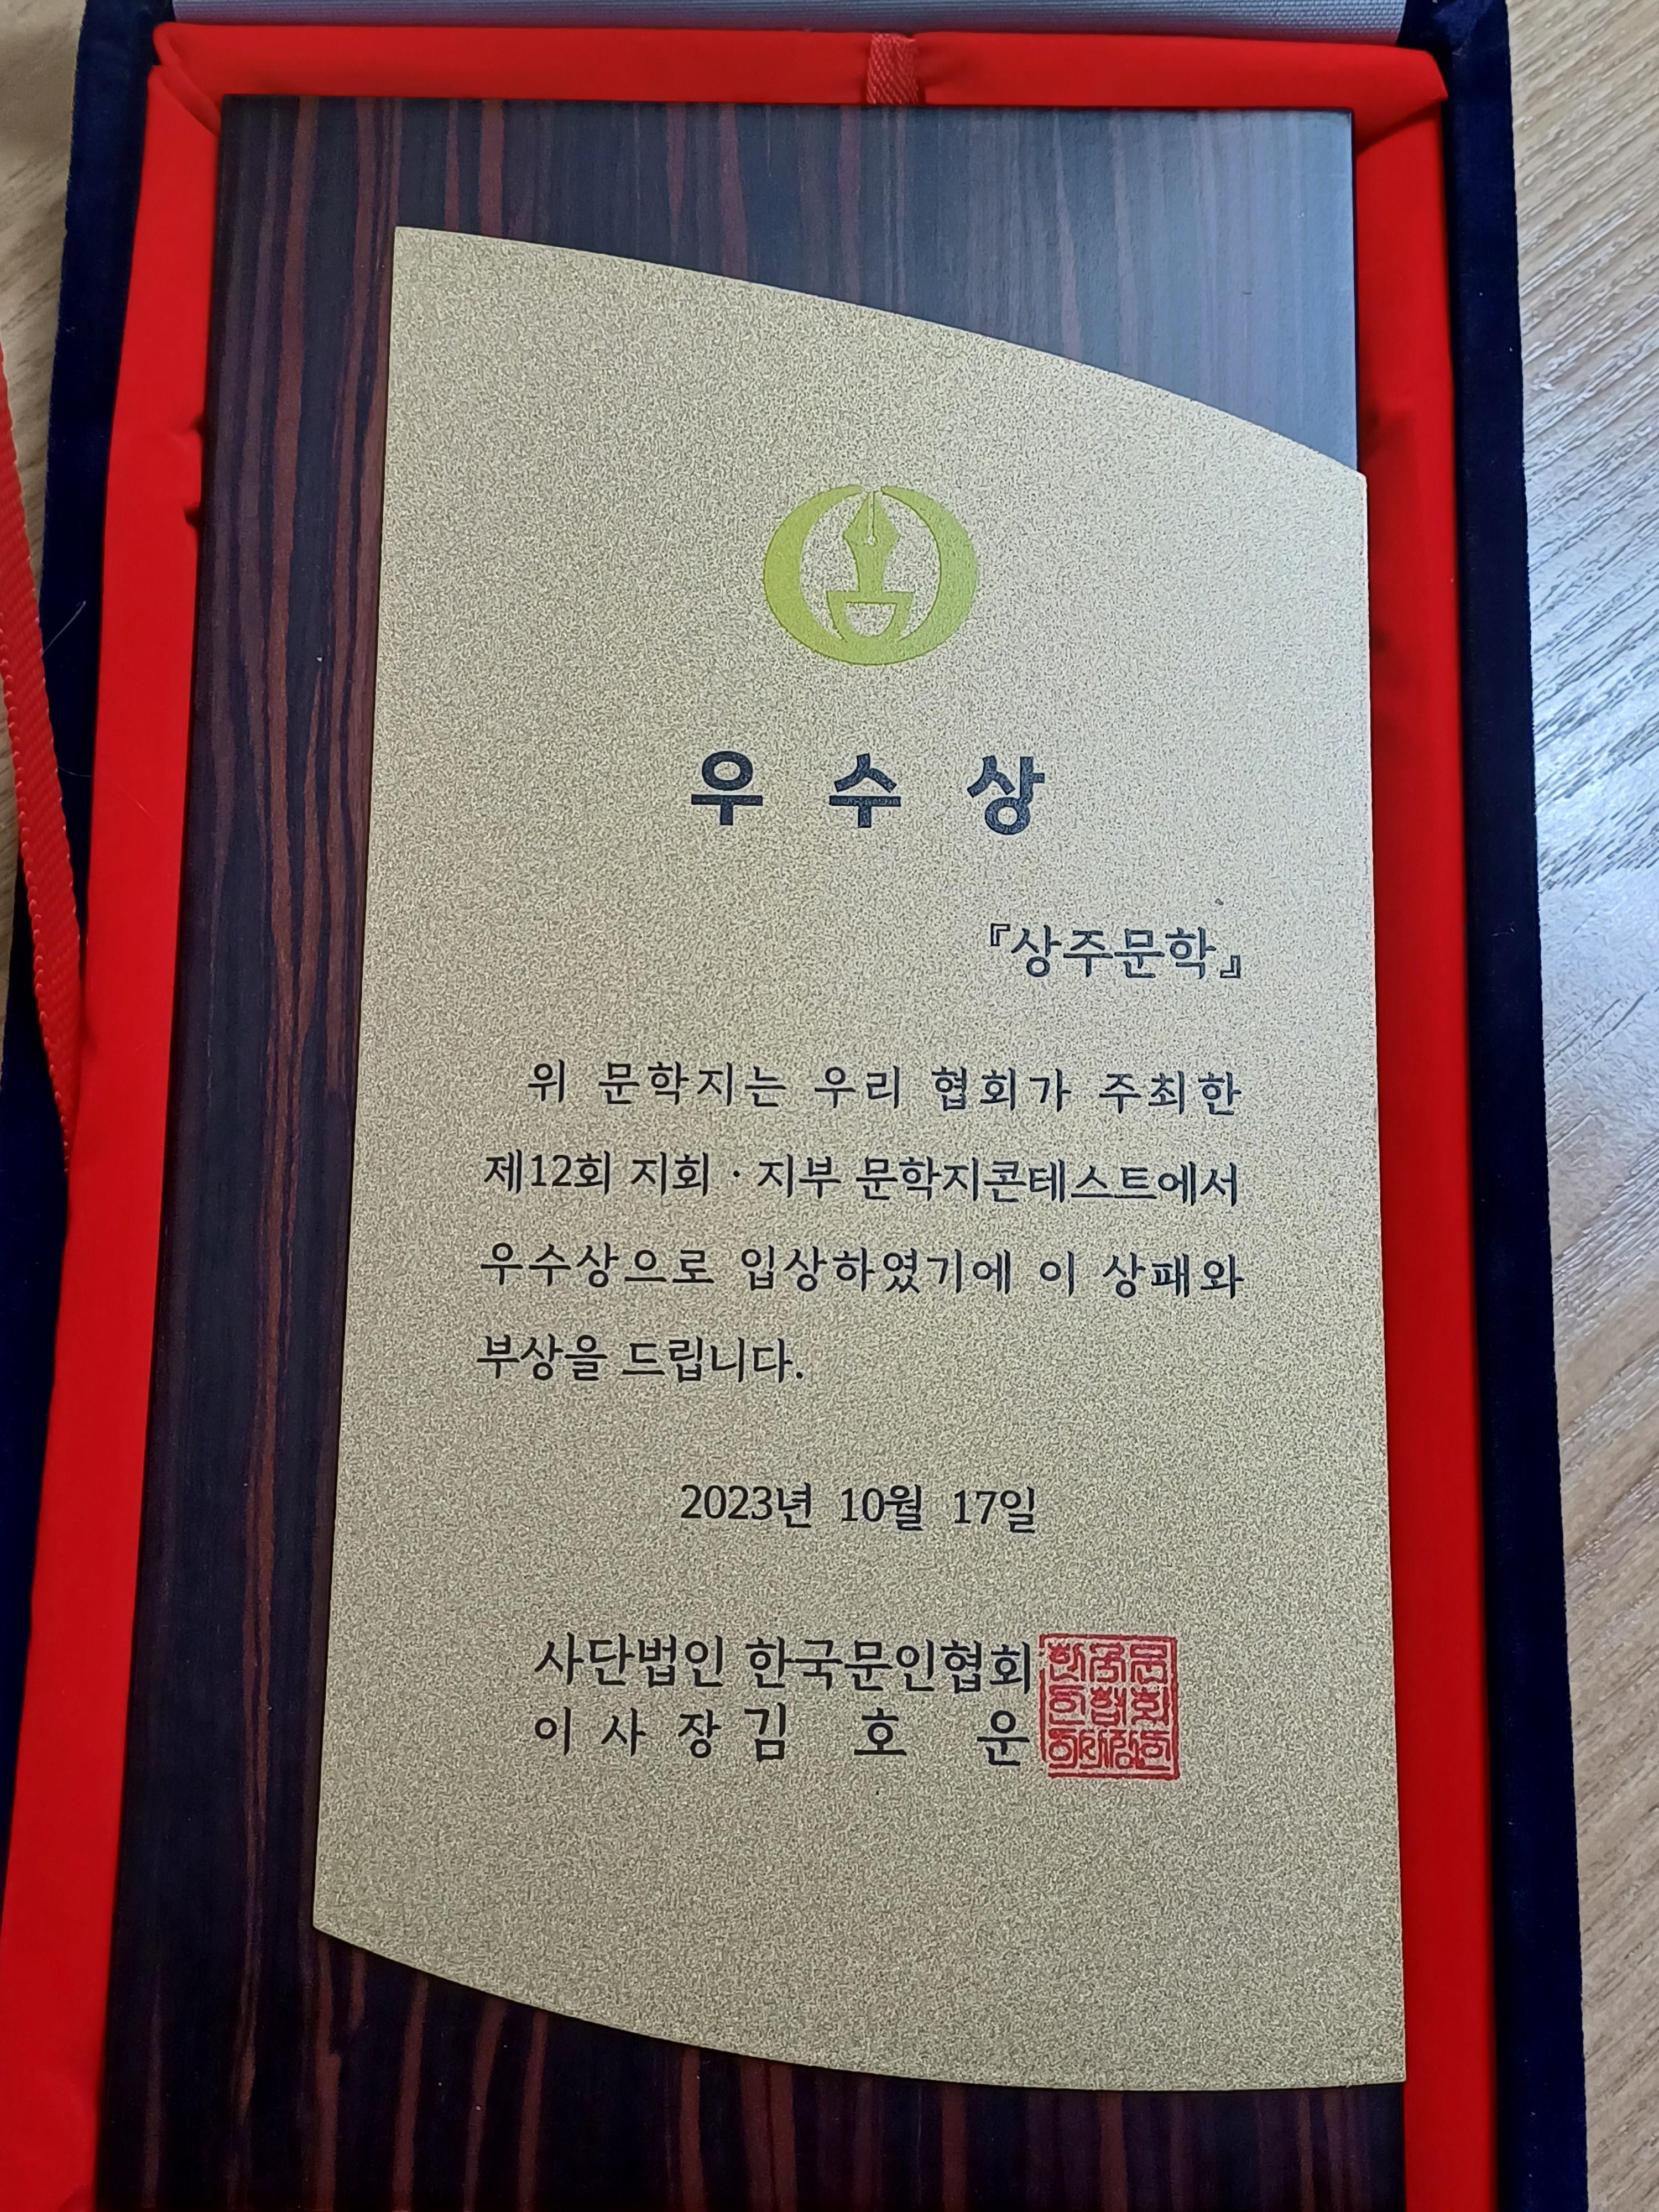 우 수 상
『상주문학』
위 문학지는 우리 협회가 주최한
제12회 지회 · 지부 문학지콘테스트에서
우수상으로 입상하였기에 이 상패와
부상을 드립니다.
2023년 10월 17일
사단법인 한국문인협회
이 사 장 김 호 운